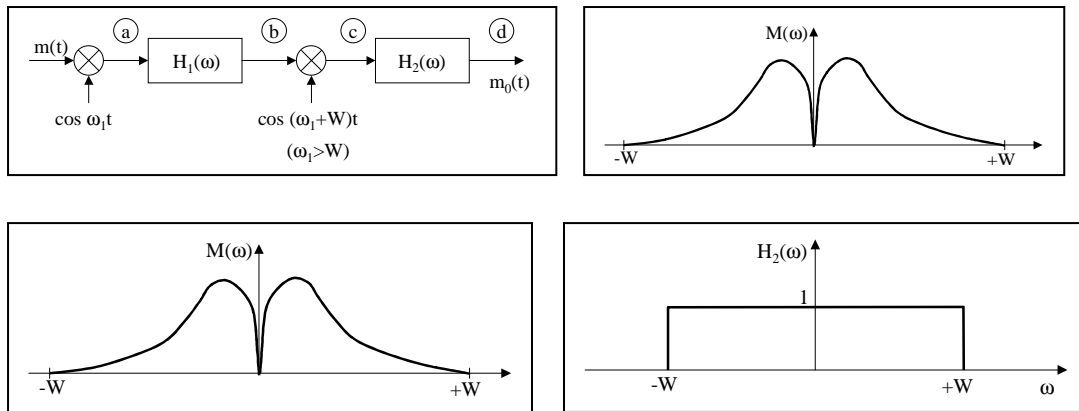 a b c d
m(t)
H₁(ω) H₂(ω)
m₀(t)
cos ω₁t cos (ω₁+W)t
(ω₁>W)
M(ω)
-W +W
M(ω)
-W +W
H₂(ω)
1
-W +W ω